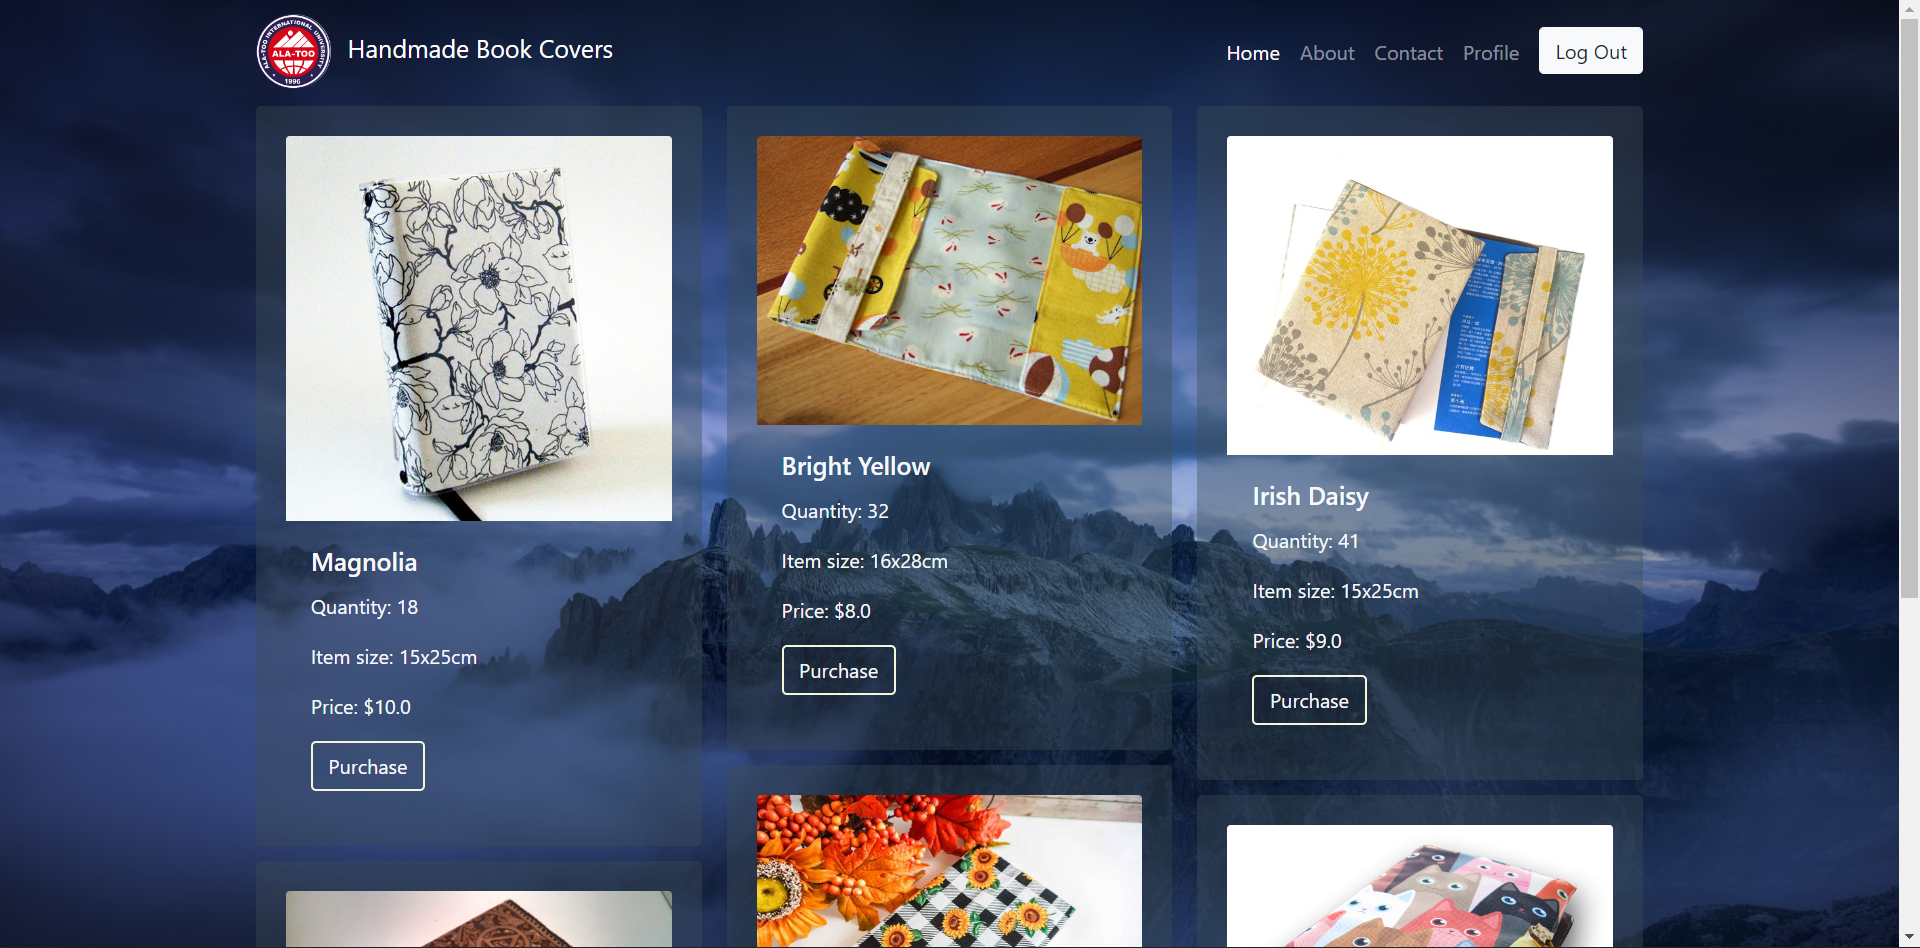 ALA-TOO INTERNATIONAL UNIVERSITY
ALA-TOO
1996
Handmade Book Covers
Home
About
Contact
Profile
Log Out
Magnolia
Quantity: 18
Item size: 15x25cm
Price: $10.0
Purchase
Bright Yellow
Quantity: 32
Item size: 16x28cm
Price: $8.0
Purchase
Irish Daisy
Quantity: 41
Item size: 15x25cm
Price: $9.0
Purchase